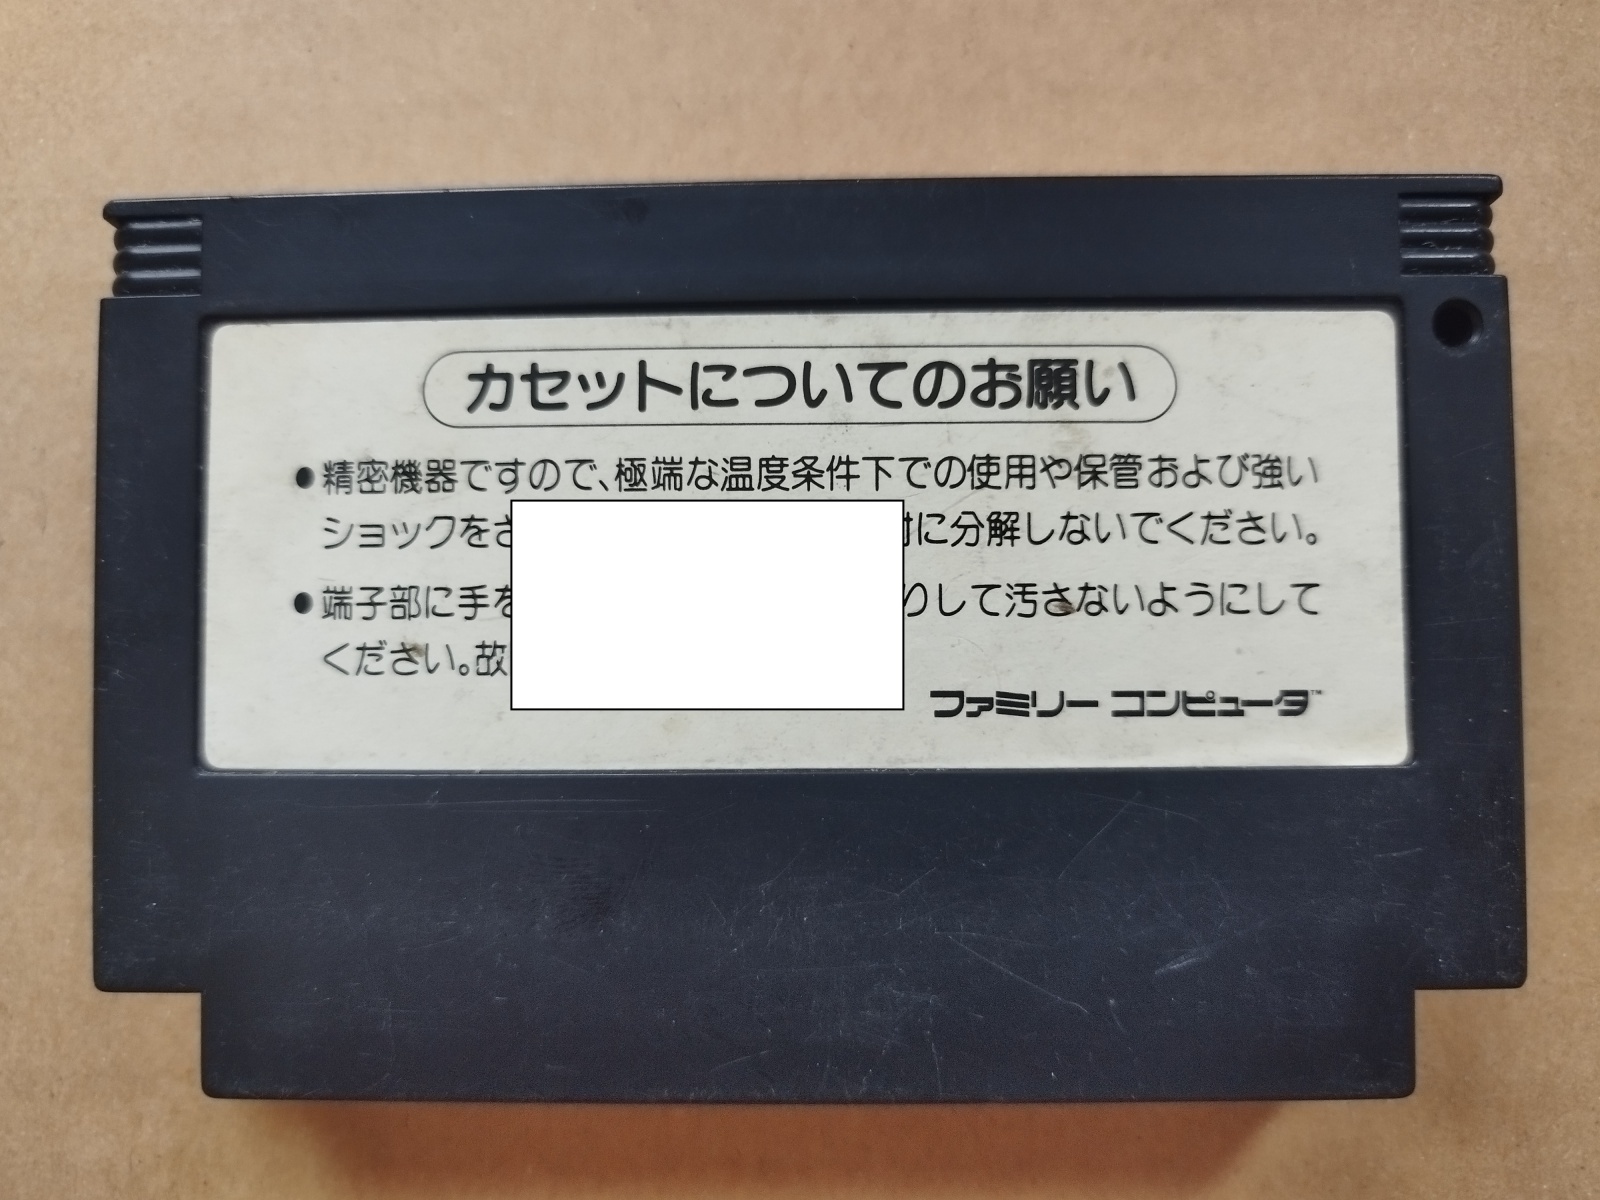 カセットについてのお願い
●精密機器ですので、極端な温度条件下での使用や保管および強い
ショックを に分解しないでください。
●端子部に手 りして汚さないようにして
ください。故
ファミリー コンピュータ™